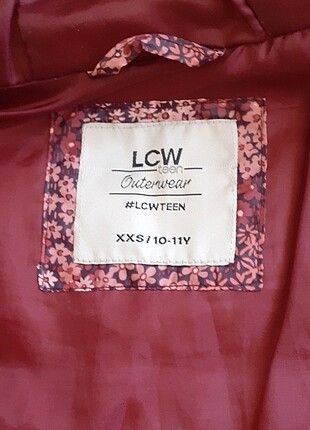 LCW
teen
Outerwear
#LCWTEEN
XXS/10-11Y